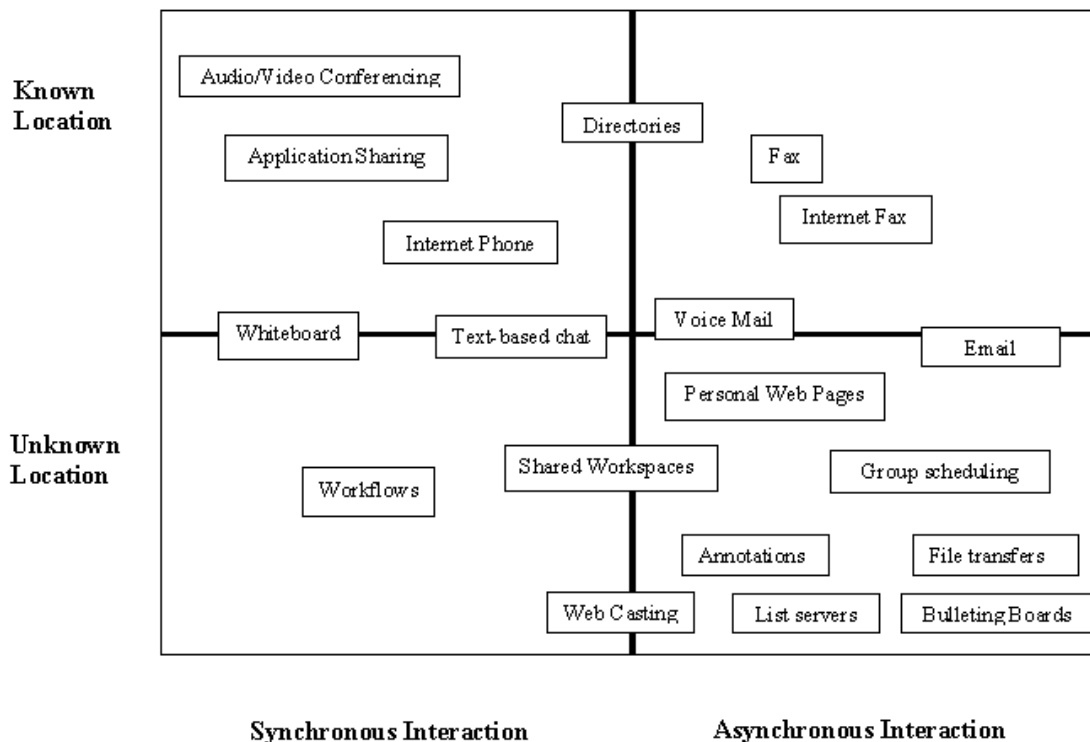 Audio/Video Conferencing
Known
Location
Directories
Application Sharing
Fax
Internet Fax
Internet Phone
Voice Mail
Whiteboard
Text-based chat
Email
Personal Web Pages
Unknown
Location
Shared Workspaces
Group scheduling
Workflows
Annotations
File transfers
Web Casting
List servers
Bulleting Boards
Synchronous Interaction
Asynchronous Interaction